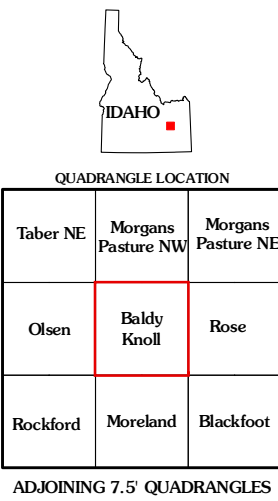 IDAHO
QUADRANGLE LOCATION
Taber NE
Morgans
Pasture NW
Morgans
Pasture NE
Olsen
Baldy
Knoll
Rose
Rockford
Moreland
Blackfoot
ADJOINING 7.5' QUADRANGLES